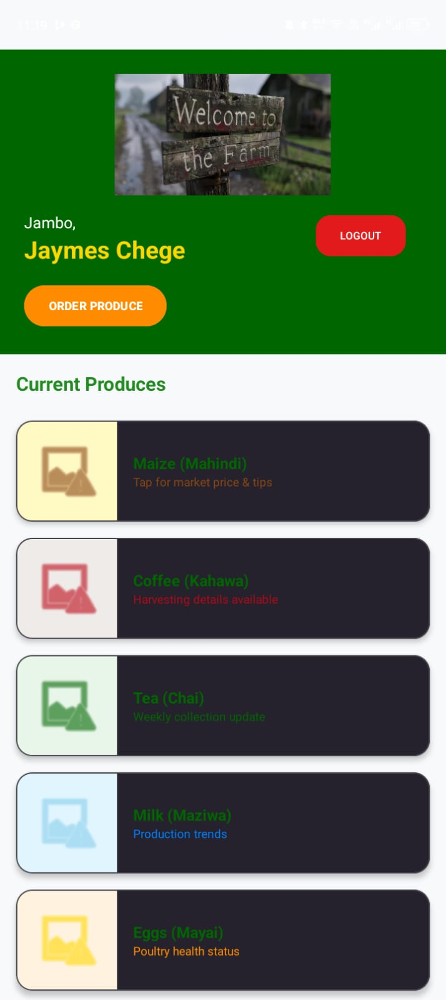 11:19
Welcome to
the Farm
Jambo,
Jaymes Chege
LOGOUT
ORDER PRODUCE
Current Produces
Maize (Mahindi)
Tap for market price & tips
Coffee (Kahawa)
Harvesting details available
Tea (Chai)
Weekly collection update
Milk (Maziwa)
Production trends
Eggs (Mayai)
Poultry health status